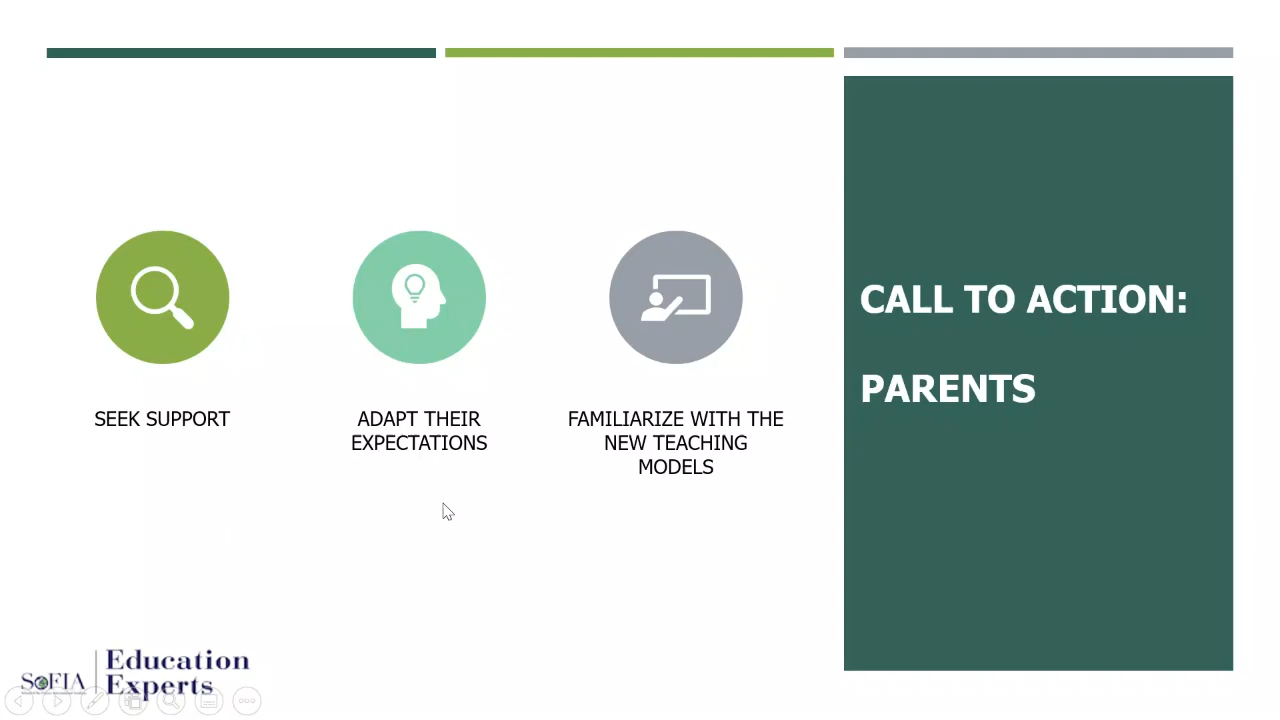 SEEK SUPPORT
ADAPT THEIR
EXPECTATIONS
FAMILIARIZE WITH THE
NEW TEACHING
MODELS
CALL TO ACTION:
PARENTS
SOFIA
Education
Experts